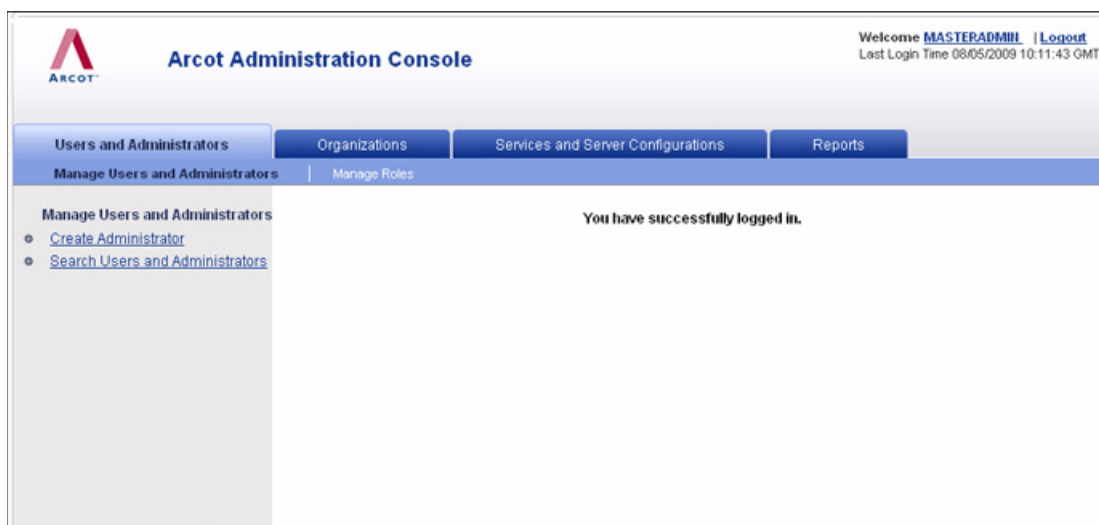 Welcome MASTERADMIN | Logout
Last Login Time 08/05/2009 10:11:43 GMT
ARCOT
Arcot Administration Console
Users and Administrators Organizations Services and Server Configurations Reports
Manage Users and Administrators | Manage Roles
Manage Users and Administrators
Create Administrator
Search Users and Administrators
You have successfully logged in.